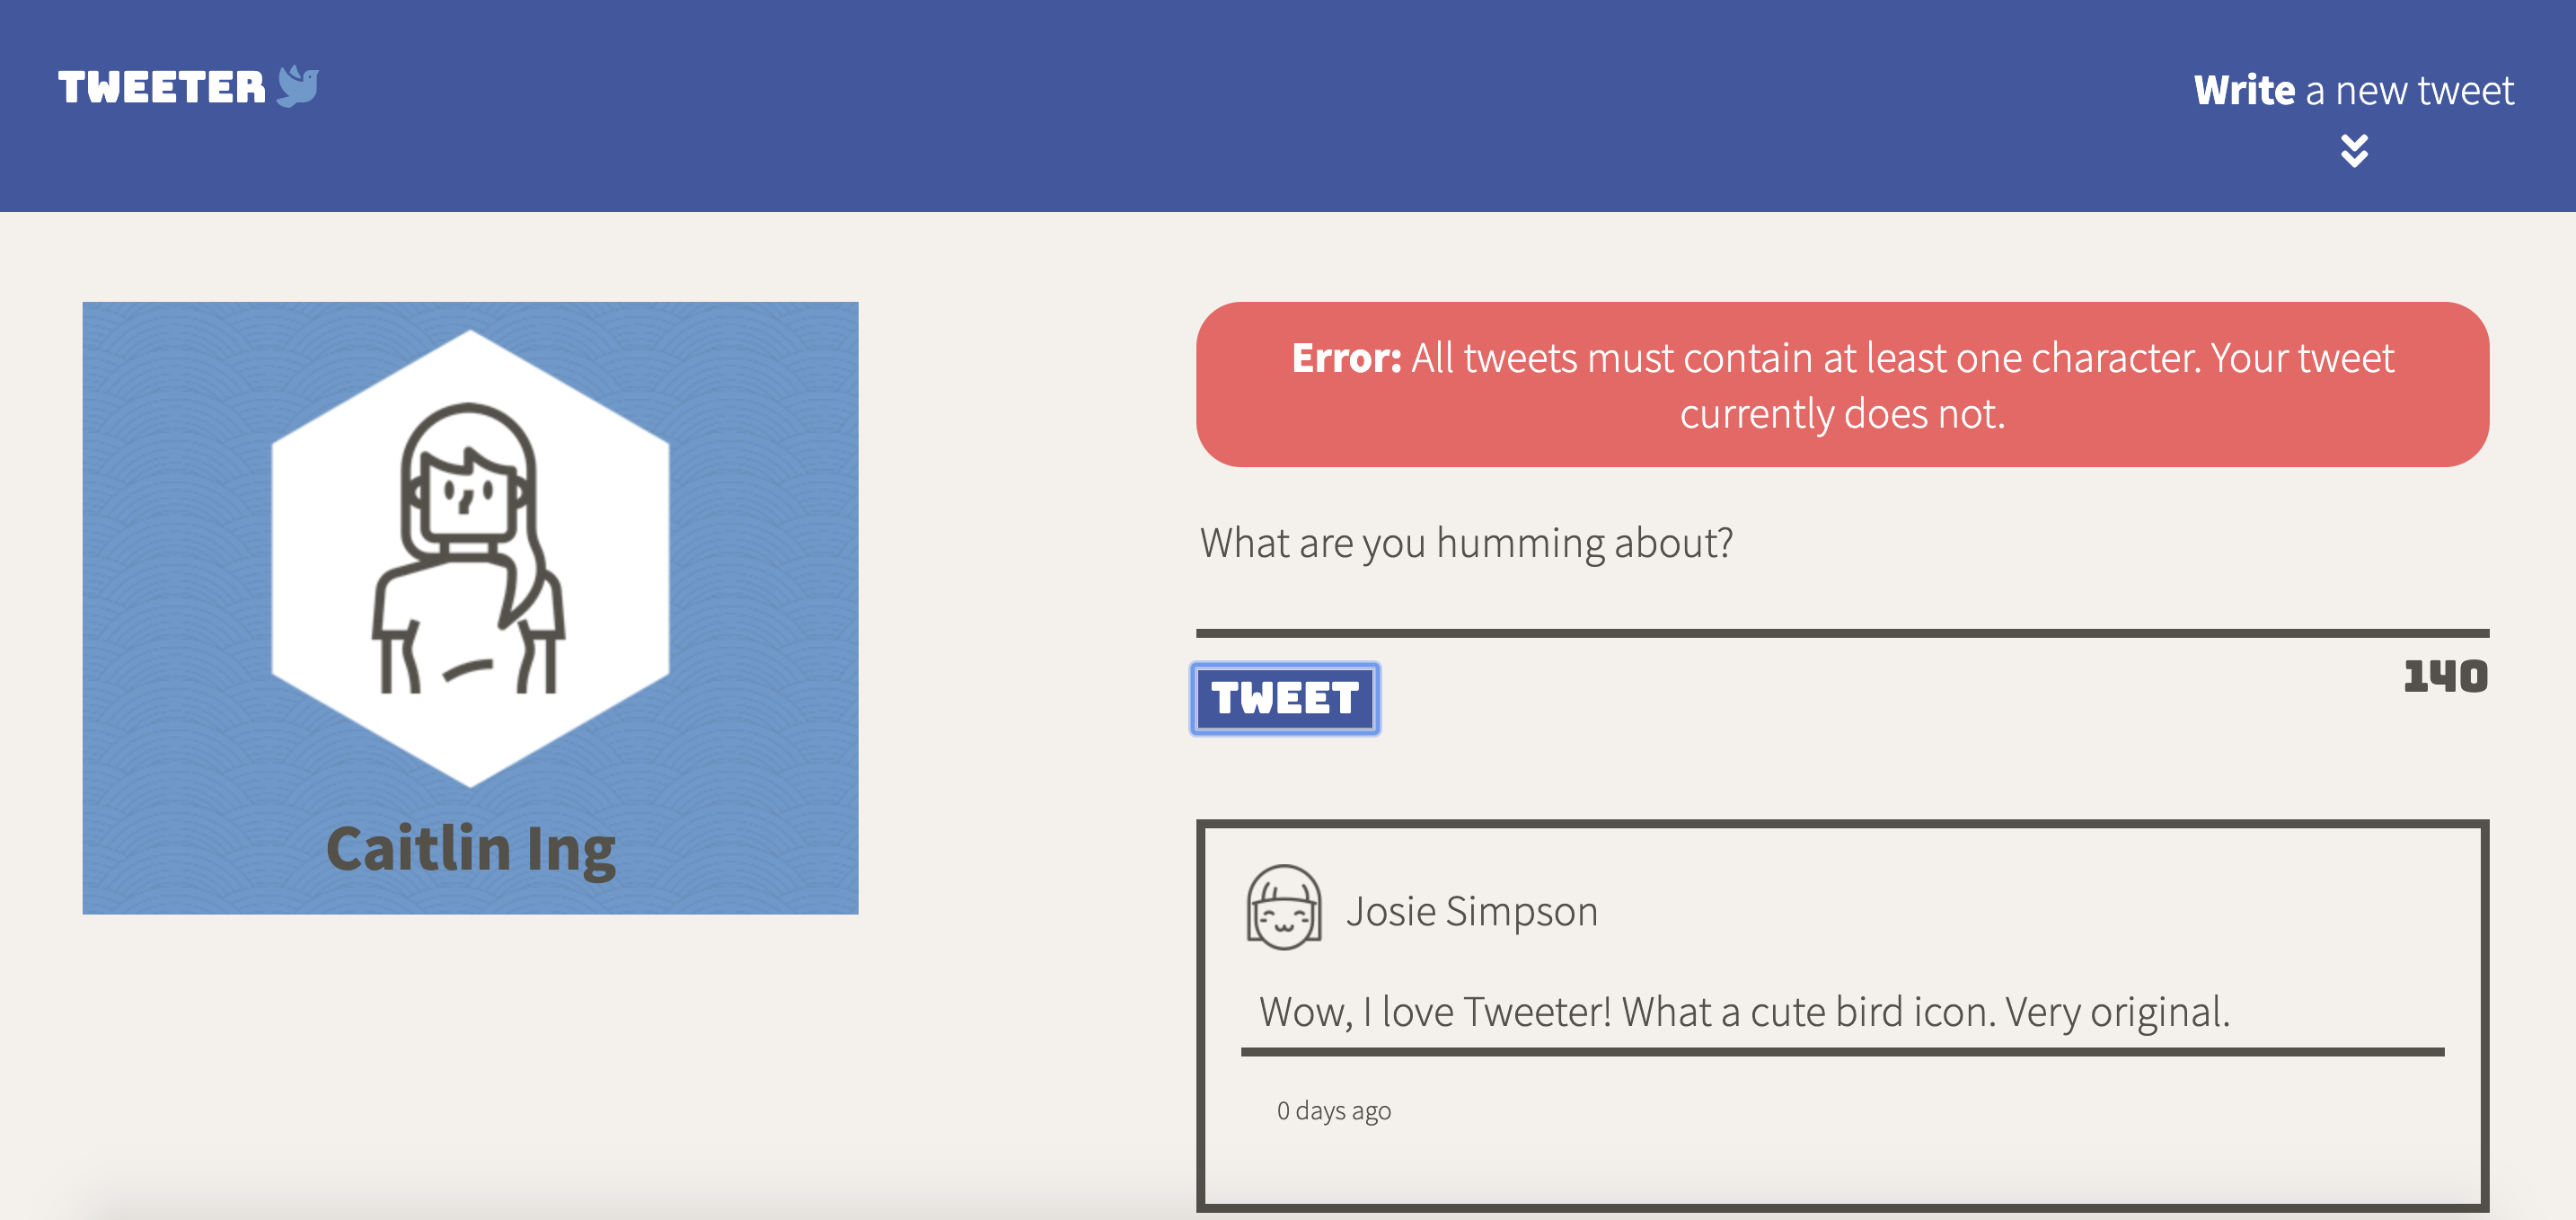 TWEETER
Write a new tweet
Caitlin Ing
Error: All tweets must contain at least one character. Your tweet
currently does not.
What are you humming about?
TWEET
140
Josie Simpson
Wow, I love Tweeter! What a cute bird icon. Very original.
0 days ago